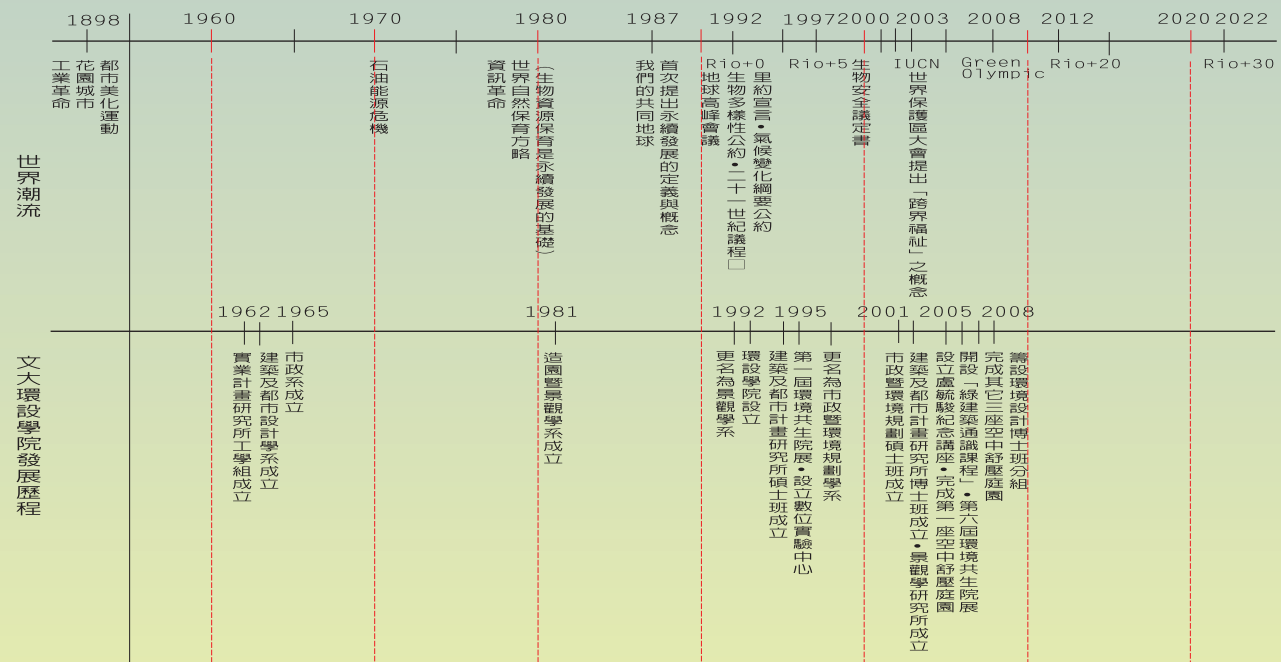 1898
1960
1970
1980
1987
1992
1997
2000
2003
2008
2012
2020
2022
工業革命
花園城市
都市美化運動
石油能源危機
資訊革命
世界自然保育方略
（生物資源保育是永續發展的基礎）
我們的共同地球
首次提出永續發展的定義與概念
Rio+0
地球高峰會議
生物多樣性公約•二十一世紀議程□
里約宣言•氣候變化綱要公約
Rio+5
生物安全議定書
IUCN
世界保護區大會提出「跨界福祉」之概念
Green
Olympic
Rio+20
Rio+30
世界潮流
1962
1965
1981
1992
1995
2001
2005
2008
實業計畫研究所工學組成立
建築及都市設計學系成立
市政系成立
造園暨景觀學系成立
更名為景觀學系
環設學院設立
建築及都市計畫研究所碩士班成立
第一屆環境共生院展•設立數位實驗中心
更名為市政暨環境規劃學系
市政暨環境規劃碩士班成立
建築及都市計畫研究所博士班成立•景觀學研究所成立
設立盧毓駿紀念講座•完成第一座空中舒壓庭園
開設「綠建築通識課程」•第六屆環境共生院展
完成其它三座空中舒壓庭園
籌設環境設計博士班分組
文大環設學院發展歷程